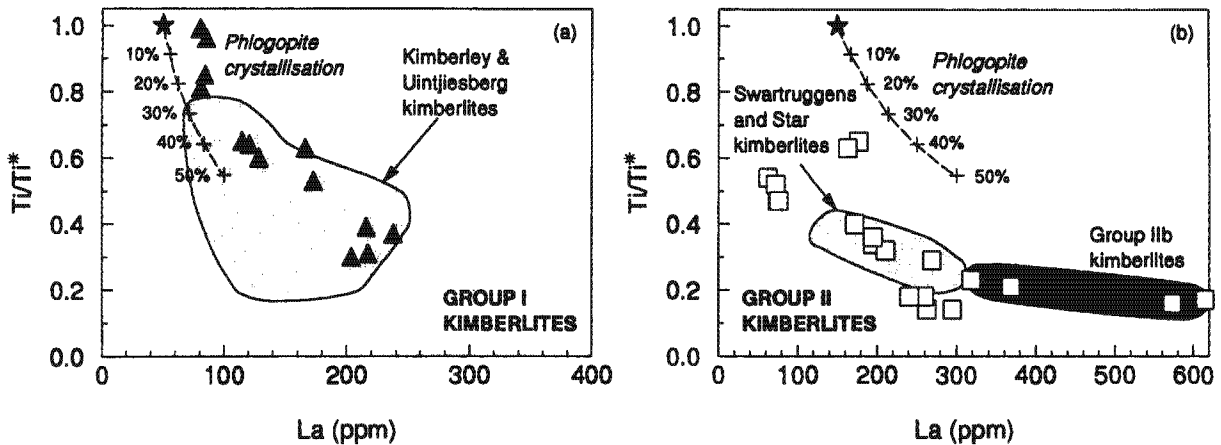 (a)
1.0
0.8
0.6
0.4
0.2
0.0
Ti/Ti*
10%
20%
30%
40%
50%
Phlogopite
crystallisation
Kimberley &
Uintjiesberg
kimberlites
GROUP I
KIMBERLITES
0
100
200
300
400
La (ppm)
(b)
1.0
0.8
0.6
0.4
0.2
0.0
Ti/Ti*
10%
20%
30%
40%
50%
Phlogopite
crystallisation
Swartruggens
and Star
kimberlites
Group IIb
kimberlites
GROUP II
KIMBERLITES
0
100
200
300
400
500
600
La (ppm)